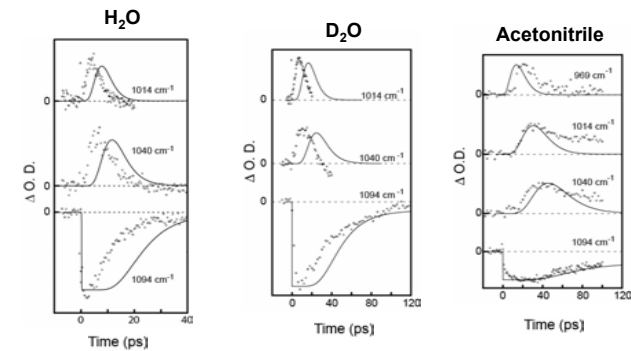 H₂O
D₂O
Acetonitrile
Δ O. D.
0
1014 cm⁻¹
0
1040 cm⁻¹
0
1094 cm⁻¹
0
20
40
Time (ps)
0
1014 cm⁻¹
0
1040 cm⁻¹
0
1094 cm⁻¹
0
40
80
120
Time (ps)
Δ O. D.
0
969 cm⁻¹
0
1014 cm⁻¹
0
1040 cm⁻¹
0
1094 cm⁻¹
0
40
80
120
Time (ps)